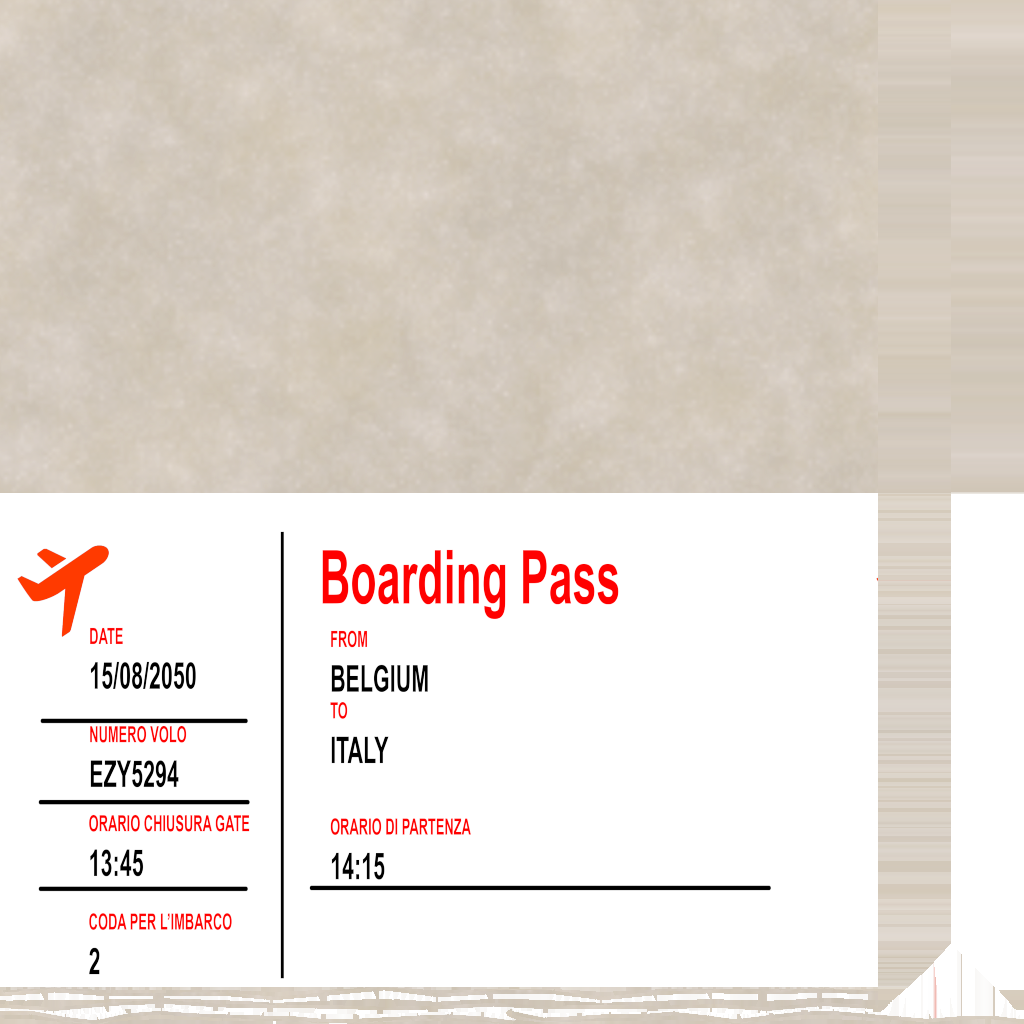 DATE
15/08/2050
NUMERO VOLO
EZY5294
ORARIO CHIUSURA GATE
13:45
CODA PER L'IMBARCO
2
Boarding Pass
FROM
BELGIUM
TO
ITALY
ORARIO DI PARTENZA
14:15